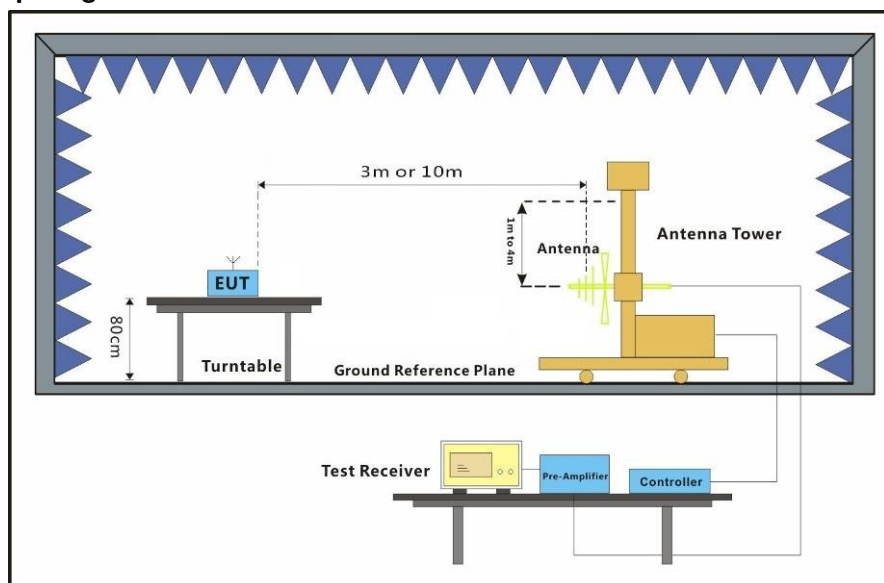 3m or 10m
1m to 4m
Antenna
Antenna Tower
EUT
80cm
Turntable
Ground Reference Plane
Test Receiver
Pre-Amplifier
Controller